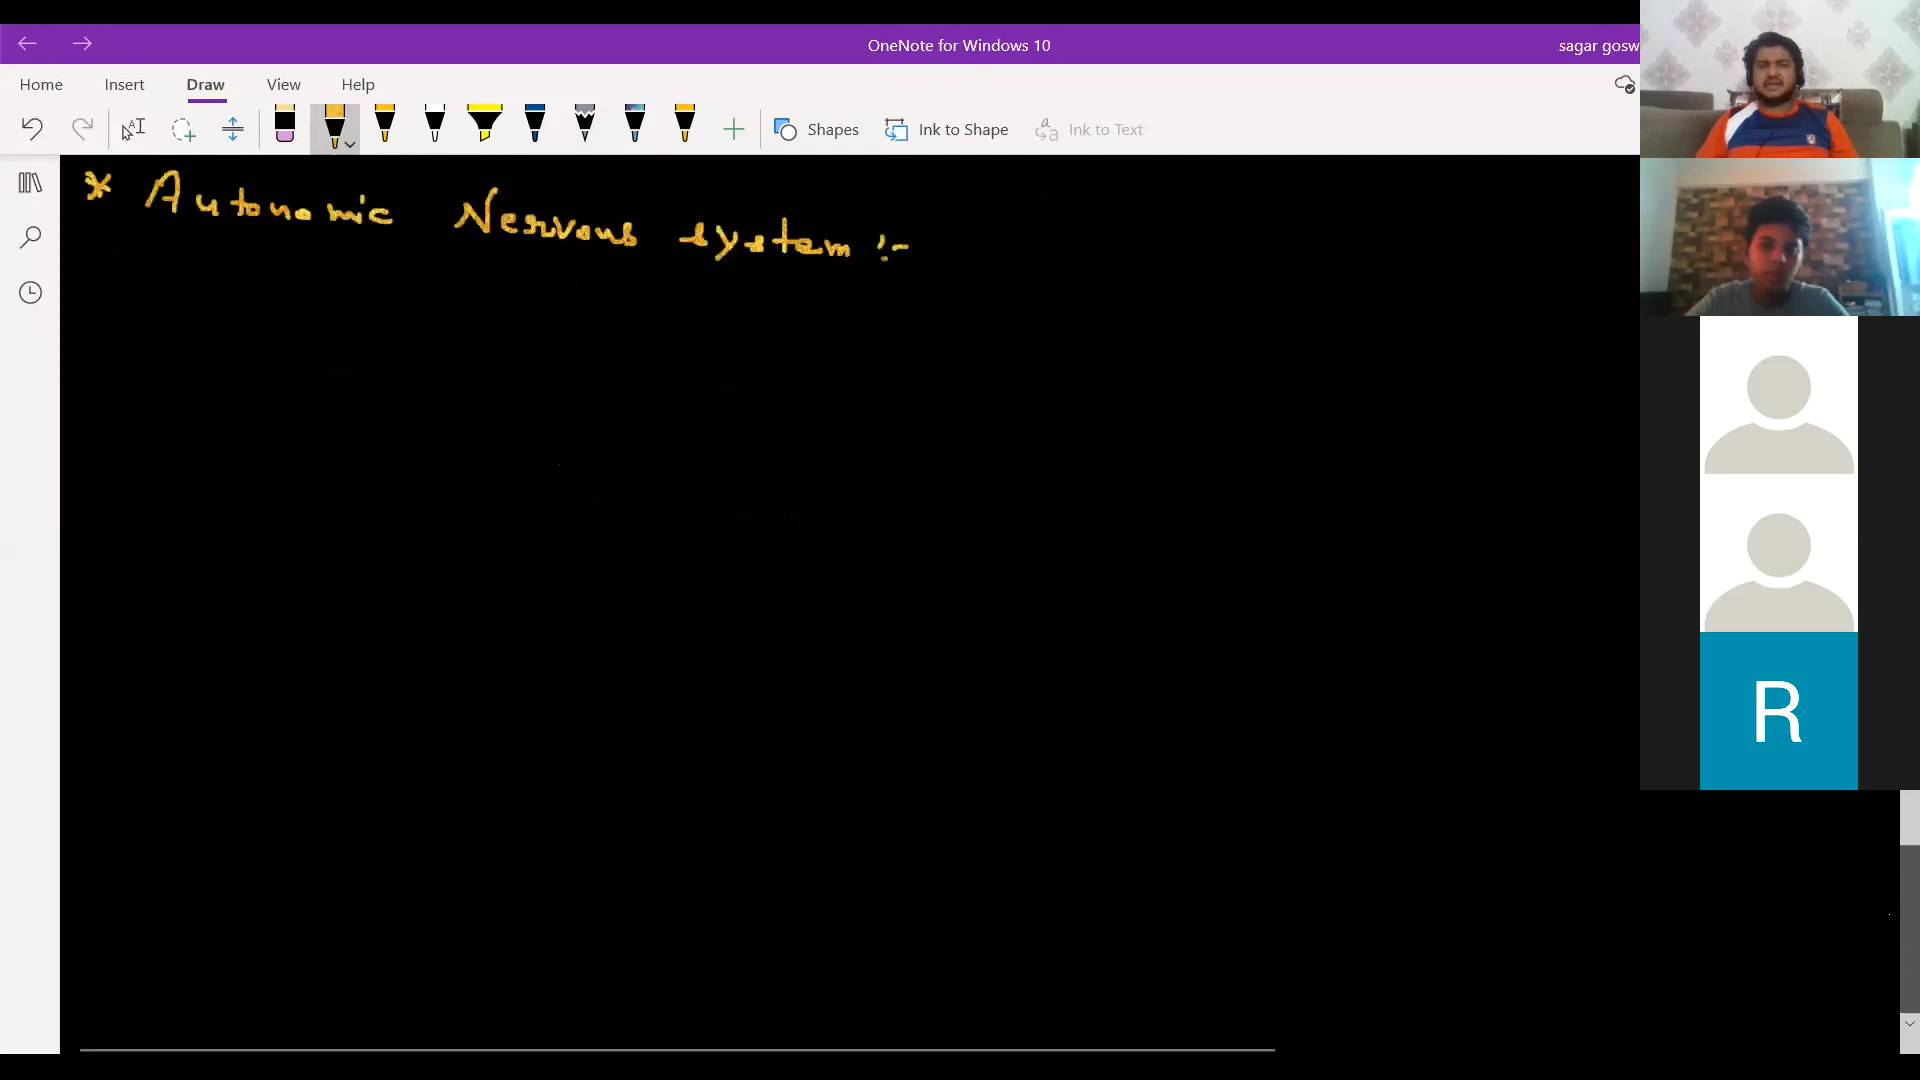 OneNote for Windows 10
sagar gosw
Home Insert Draw View Help
Shapes Ink to Shape Ink to Text
* Autonomic Nervous system :-
R